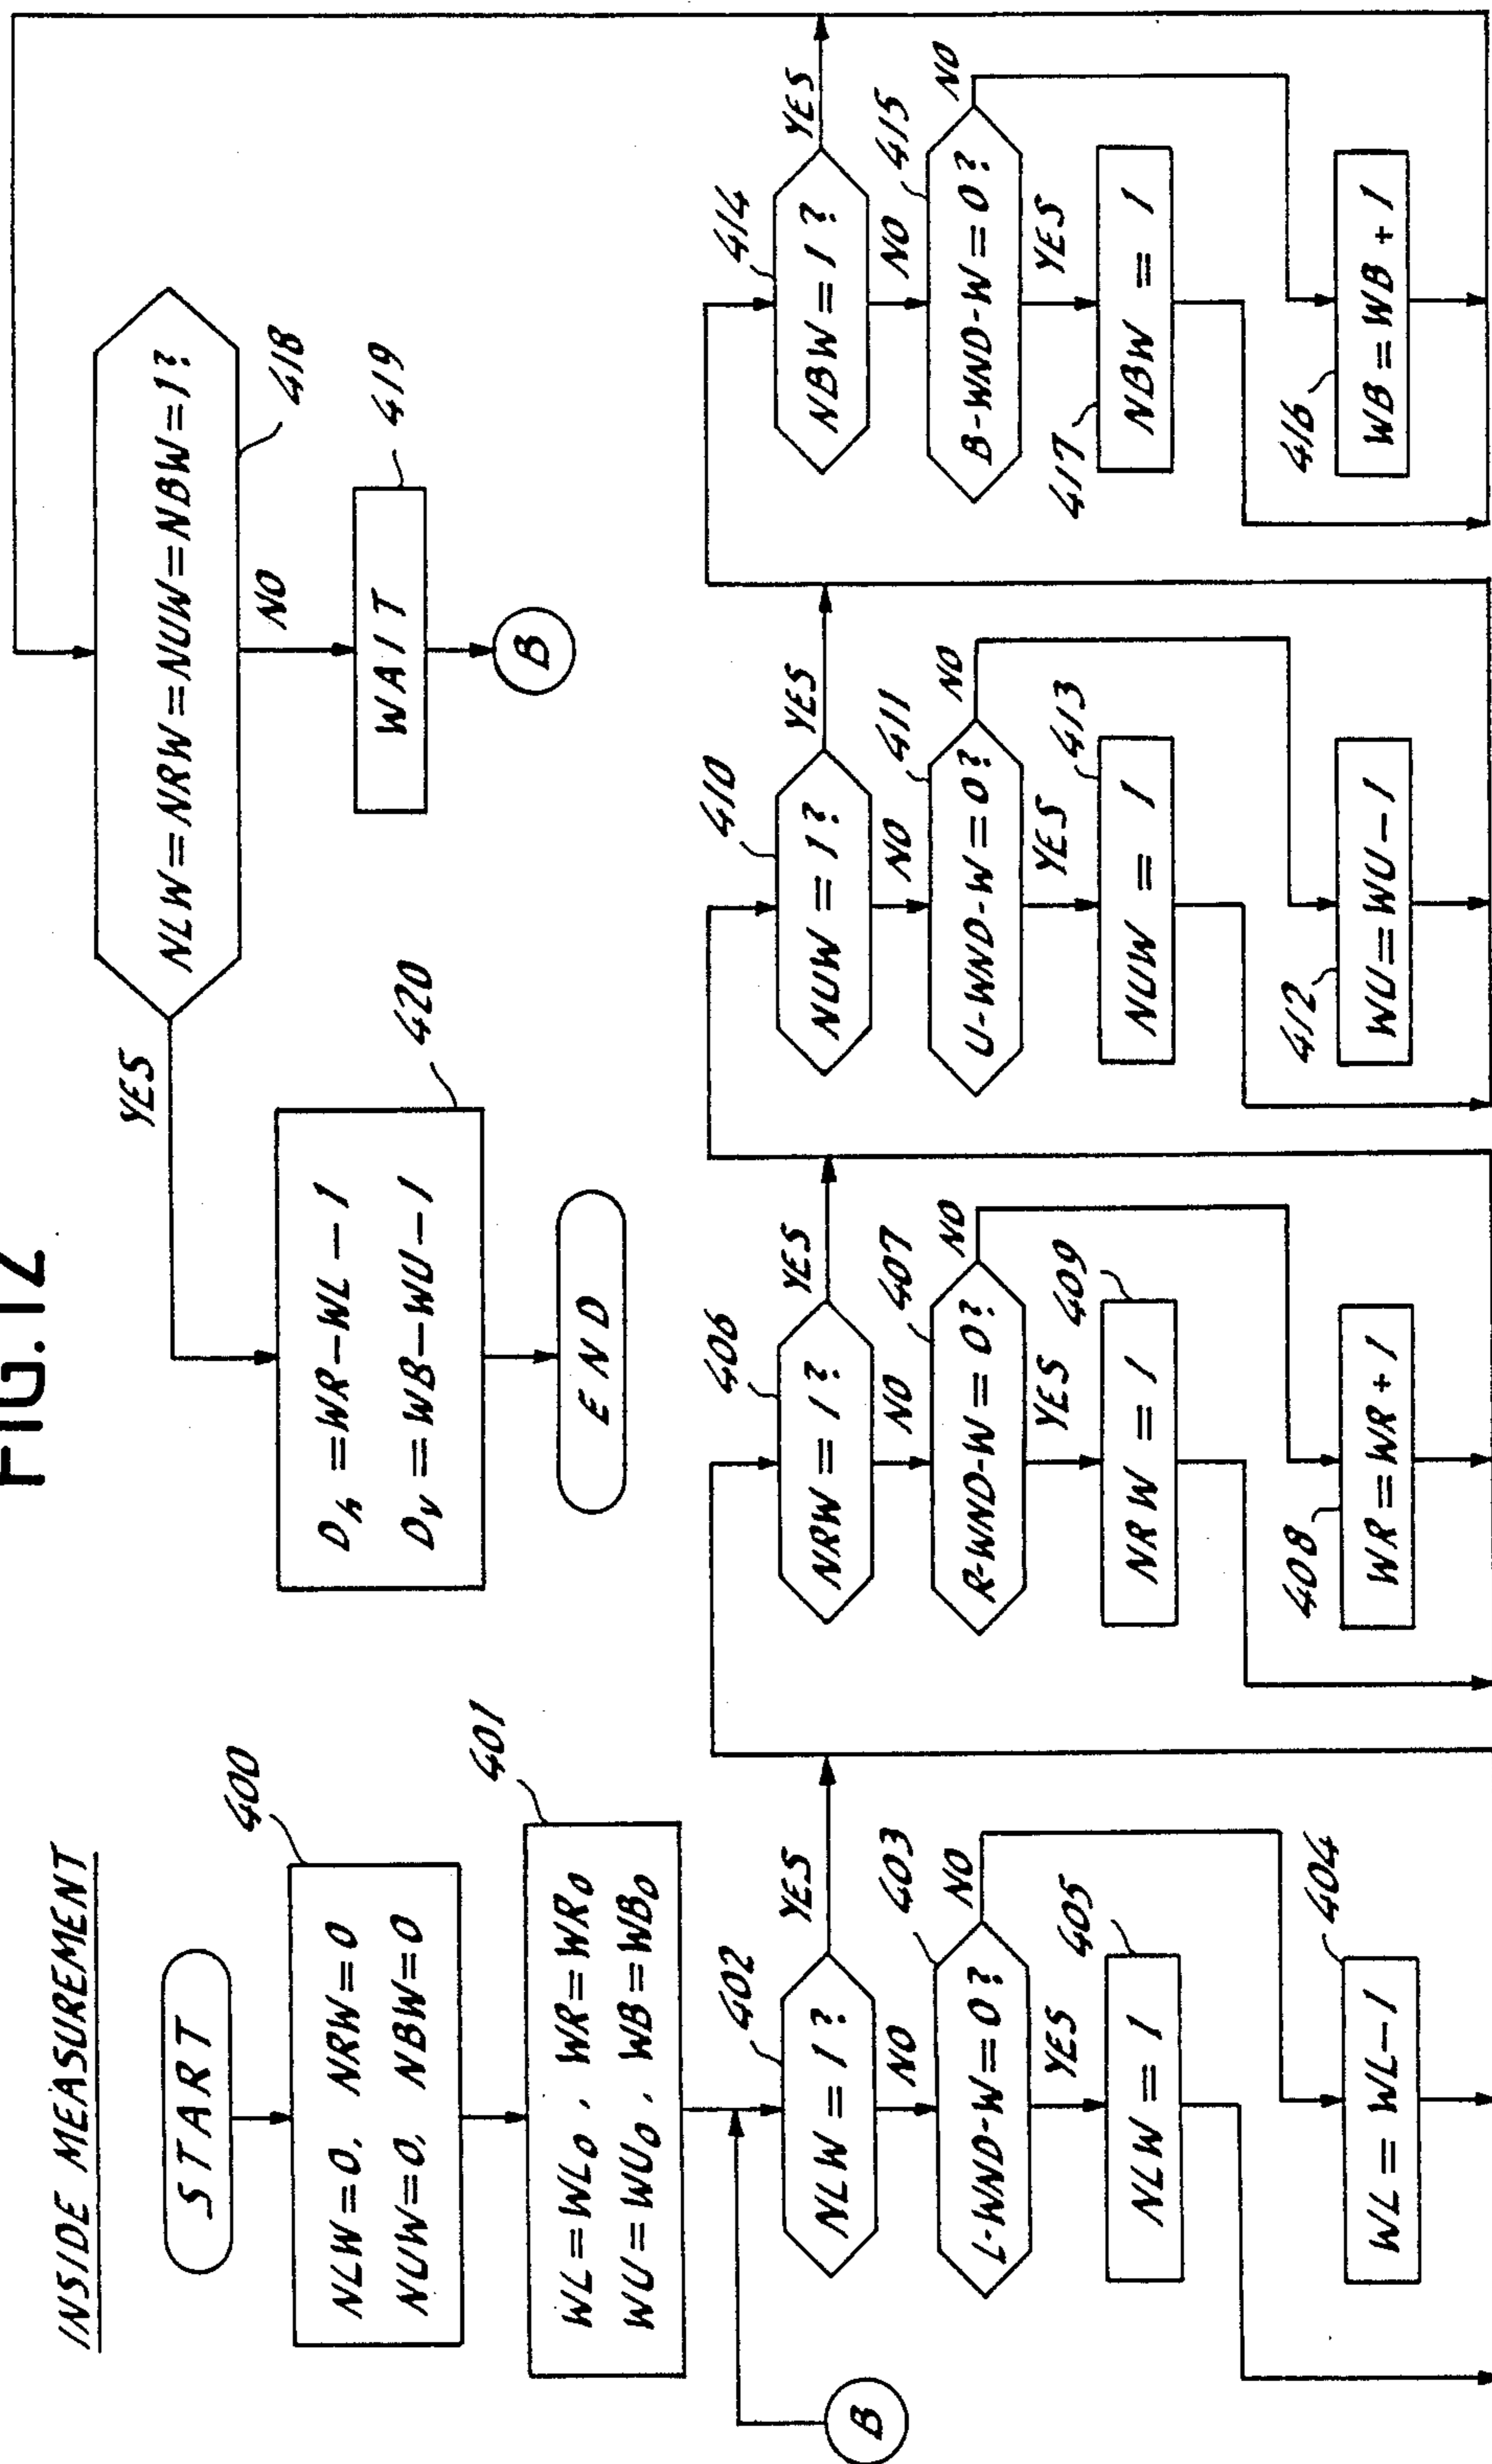 FIG. 12
INSIDE MEASUREMENT
START
400
NLW=0, NRW=0
NUW=0, NBW=0
401
WL=WL0, WR=WR0
WU=WU0, WB=WB0
B
402
NLW=1?
YES
NO
403
L-WND-W=0?
NO
YES
405
NLW=1
404
WL=WL-1
406
NRW=1?
YES
NO
407
R-WND-W=0?
NO
YES
409
NRW=1
408
WR=WR+1
410
NUW=1?
YES
NO
411
U-WND-W=0?
NO
YES
413
NUW=1
412
WU=WU-1
414
NBW=1?
YES
NO
415
B-WND-W=0?
NO
YES
417
NBW=1
416
WB=WB+1
NLW=NRW=NUW=NBW=1?
418
YES
NO
419
WAIT
B
420
Dh=WR-WL-1
Dv=WB-WU-1
END